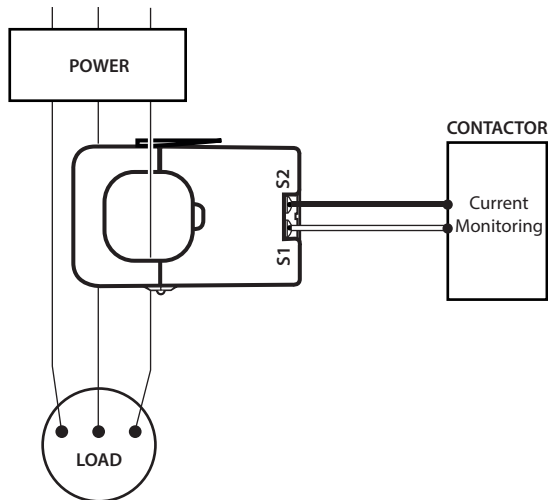 POWER
CONTACTOR
S2
Current
Monitoring
S1
LOAD